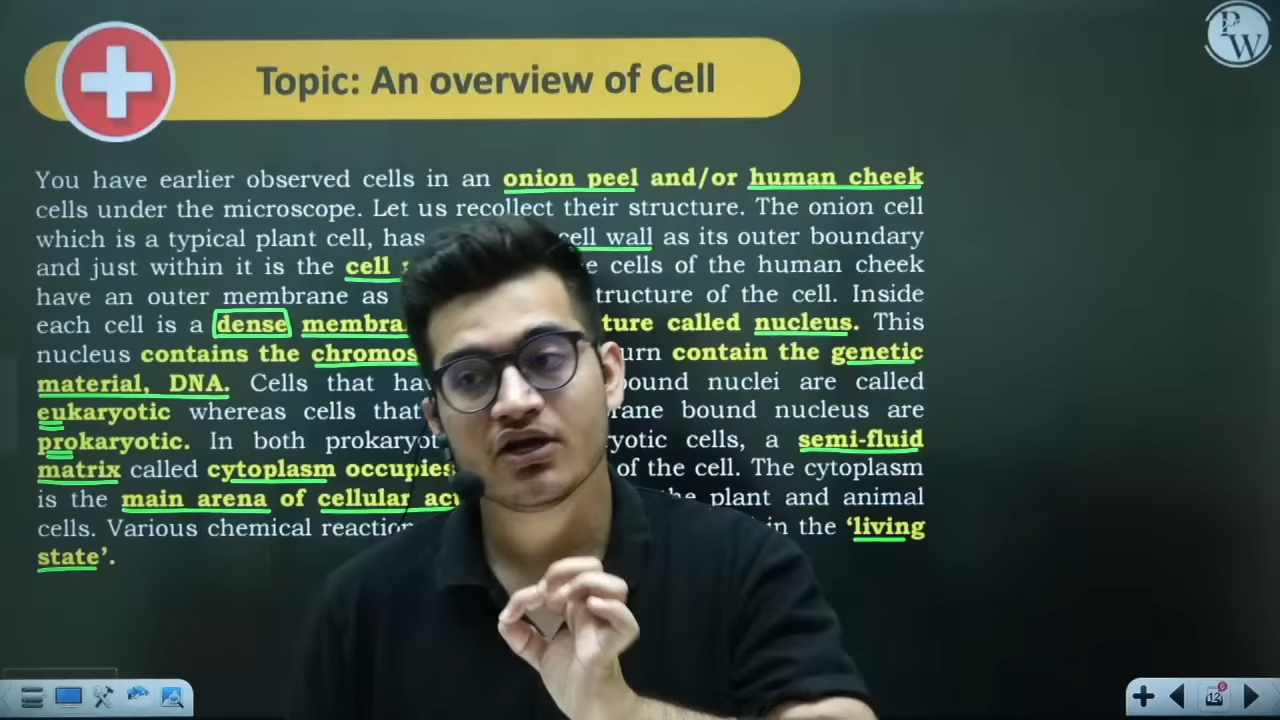 PW
Topic: An overview of Cell
You have earlier observed cells in an onion peel and/or human cheek
cells under the microscope. Let us recollect their structure. The onion cell
which is a typical plant cell, has cell wall as its outer boundary
and just within it is the cell cells of the human cheek
have an outer membrane as structure of the cell. Inside
each cell is a dense called nucleus. This
nucleus contains the contain the genetic
material, DNA. Cells that bound nuclei are called
eukaryotic whereas cells that bound nucleus are
prokaryotic. In both cells, a semi-fluid
matrix called cytoplasm occupies of the cell. The cytoplasm
is the main arena of cellular the plant and animal
cells. Various chemical in the ‘living
state’.
12